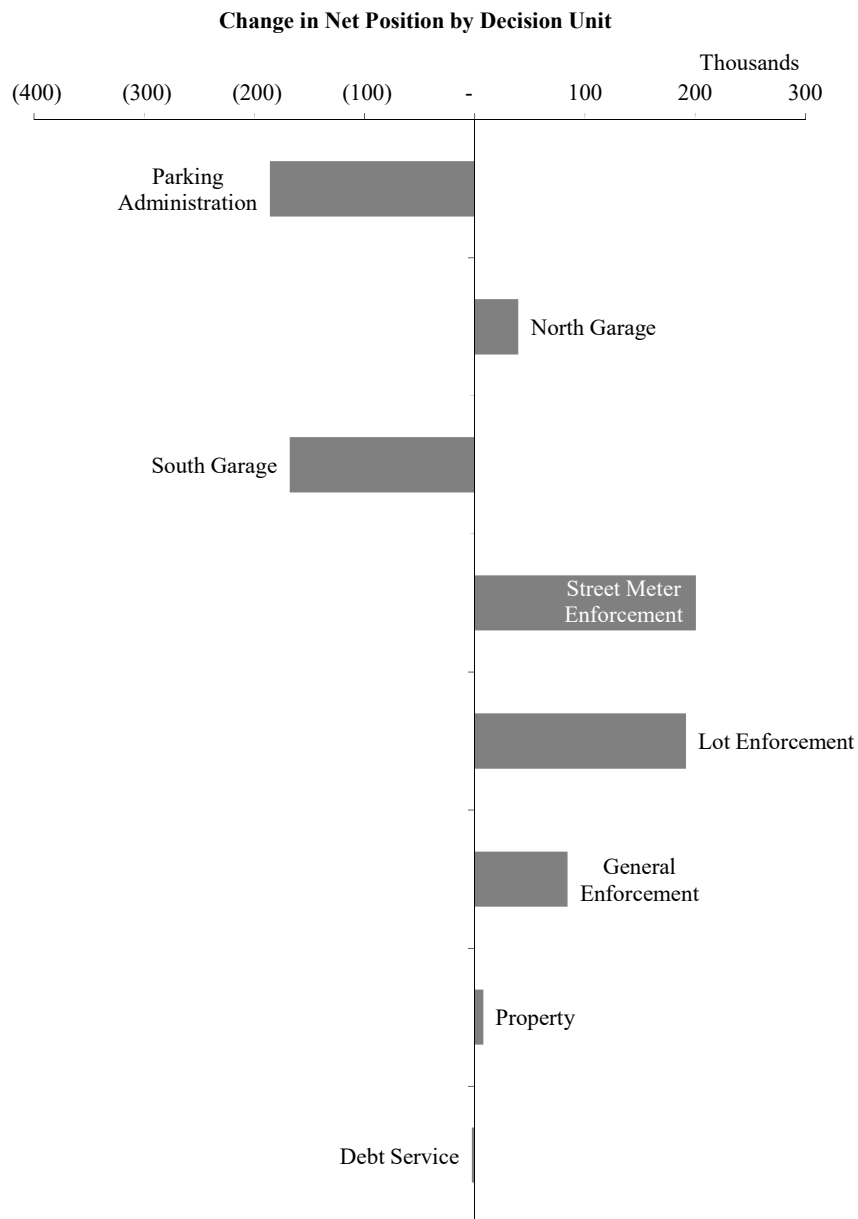 Change in Net Position by Decision Unit
Thousands
(400) (300) (200) (100) - 100 200 300
Parking
Administration
North Garage
South Garage
Street Meter
Enforcement
Lot Enforcement
General
Enforcement
Property
Debt Service